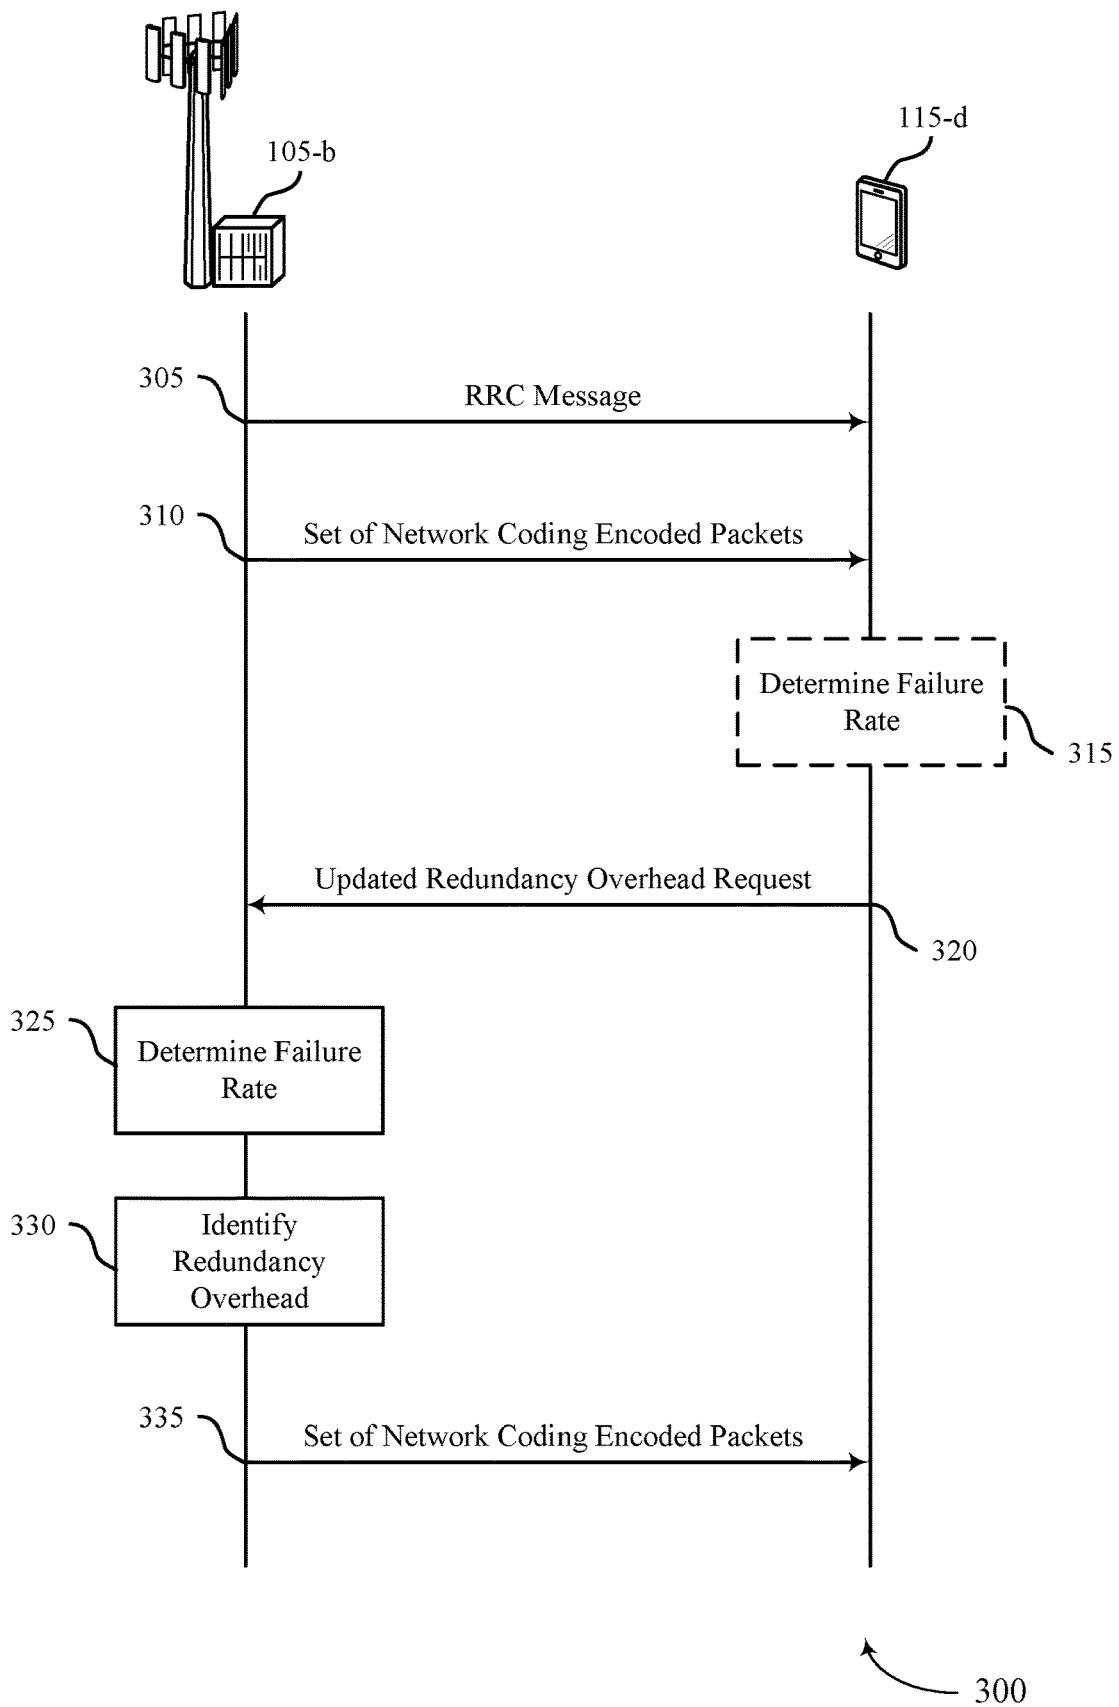 105-b
115-d
305
RRC Message
310
Set of Network Coding Encoded Packets
Determine Failure
Rate
315
Updated Redundancy Overhead Request
320
325
Determine Failure
Rate
330
Identify
Redundancy
Overhead
335
Set of Network Coding Encoded Packets
300